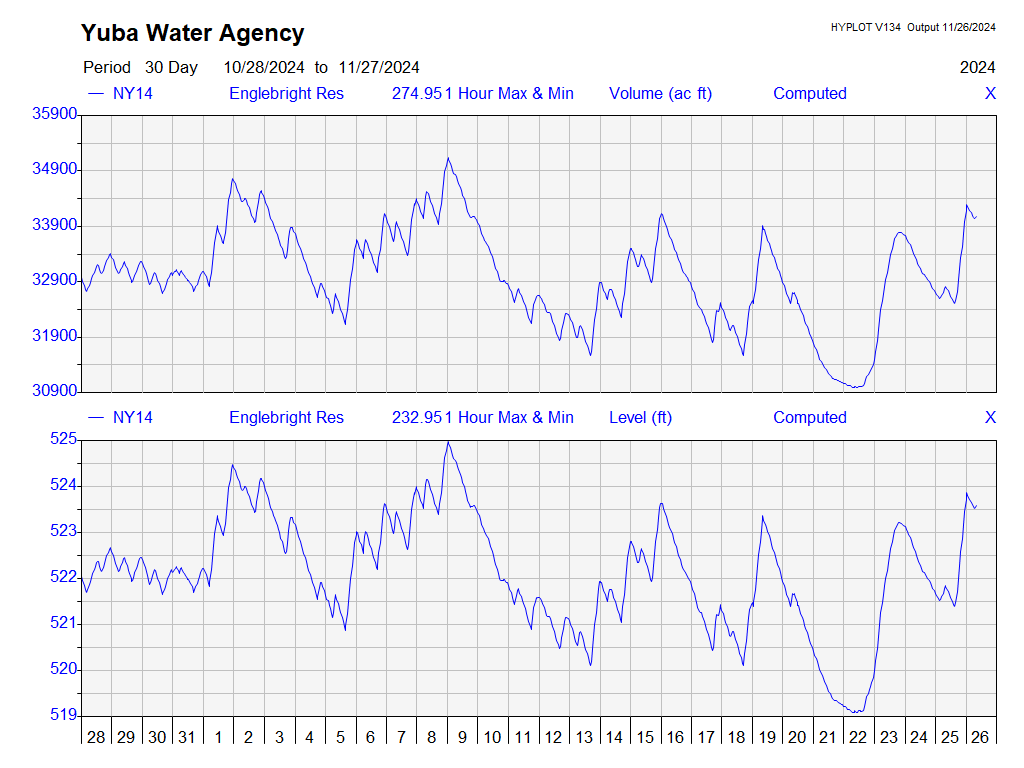 Yuba Water Agency
HYPLOT V134 Output 11/26/2024
Period 30 Day 10/28/2024 to 11/27/2024 2024
NY14 Englebright Res 274.951 Hour Max & Min Volume (ac ft) Computed X
35900
34900
33900
32900
31900
30900
NY14 Englebright Res 232.951 Hour Max & Min Level (ft) Computed X
525
524
523
522
521
520
519
28 29 30 31 1 2 3 4 5 6 7 8 9 10 11 12 13 14 15 16 17 18 19 20 21 22 23 24 25 26